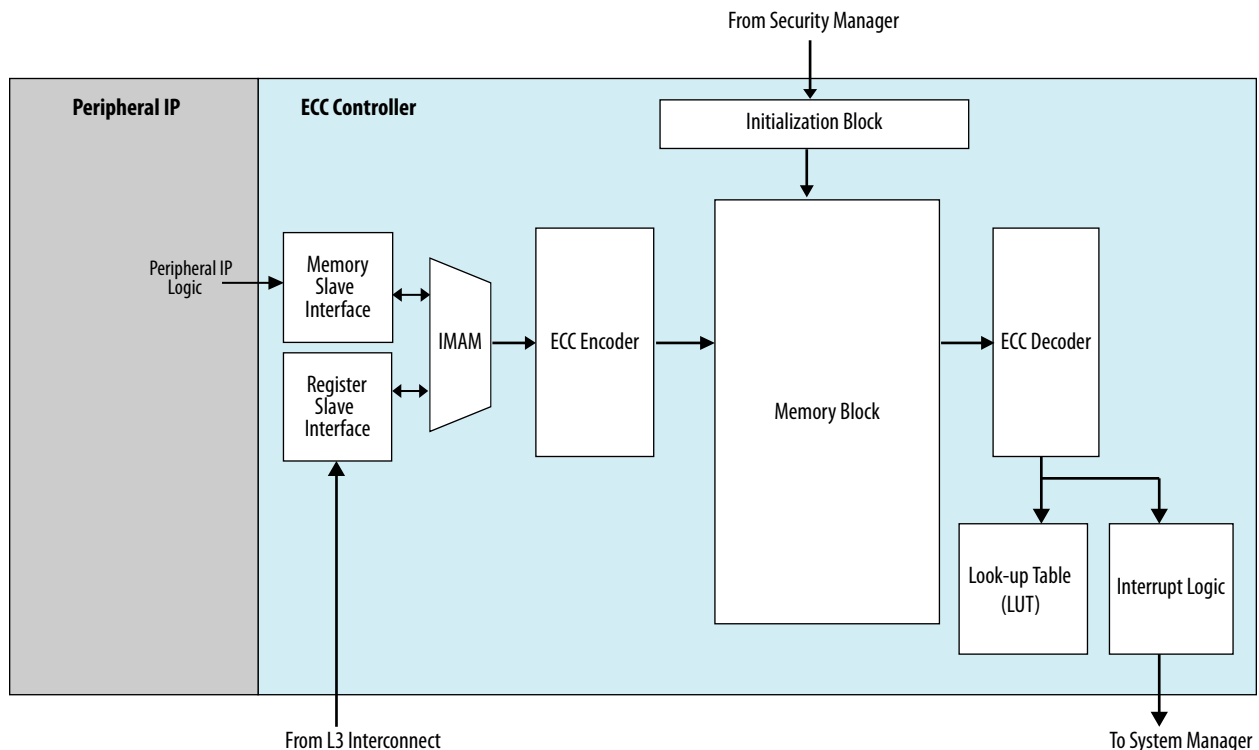 From Security Manager
Peripheral IP
ECC Controller
Initialization Block
Peripheral IP
Logic
Memory
Slave
Interface
Register
Slave
Interface
IMAM
ECC Encoder
Memory Block
ECC Decoder
Look-up Table
(LUT)
Interrupt Logic
From L3 Interconnect
To System Manager